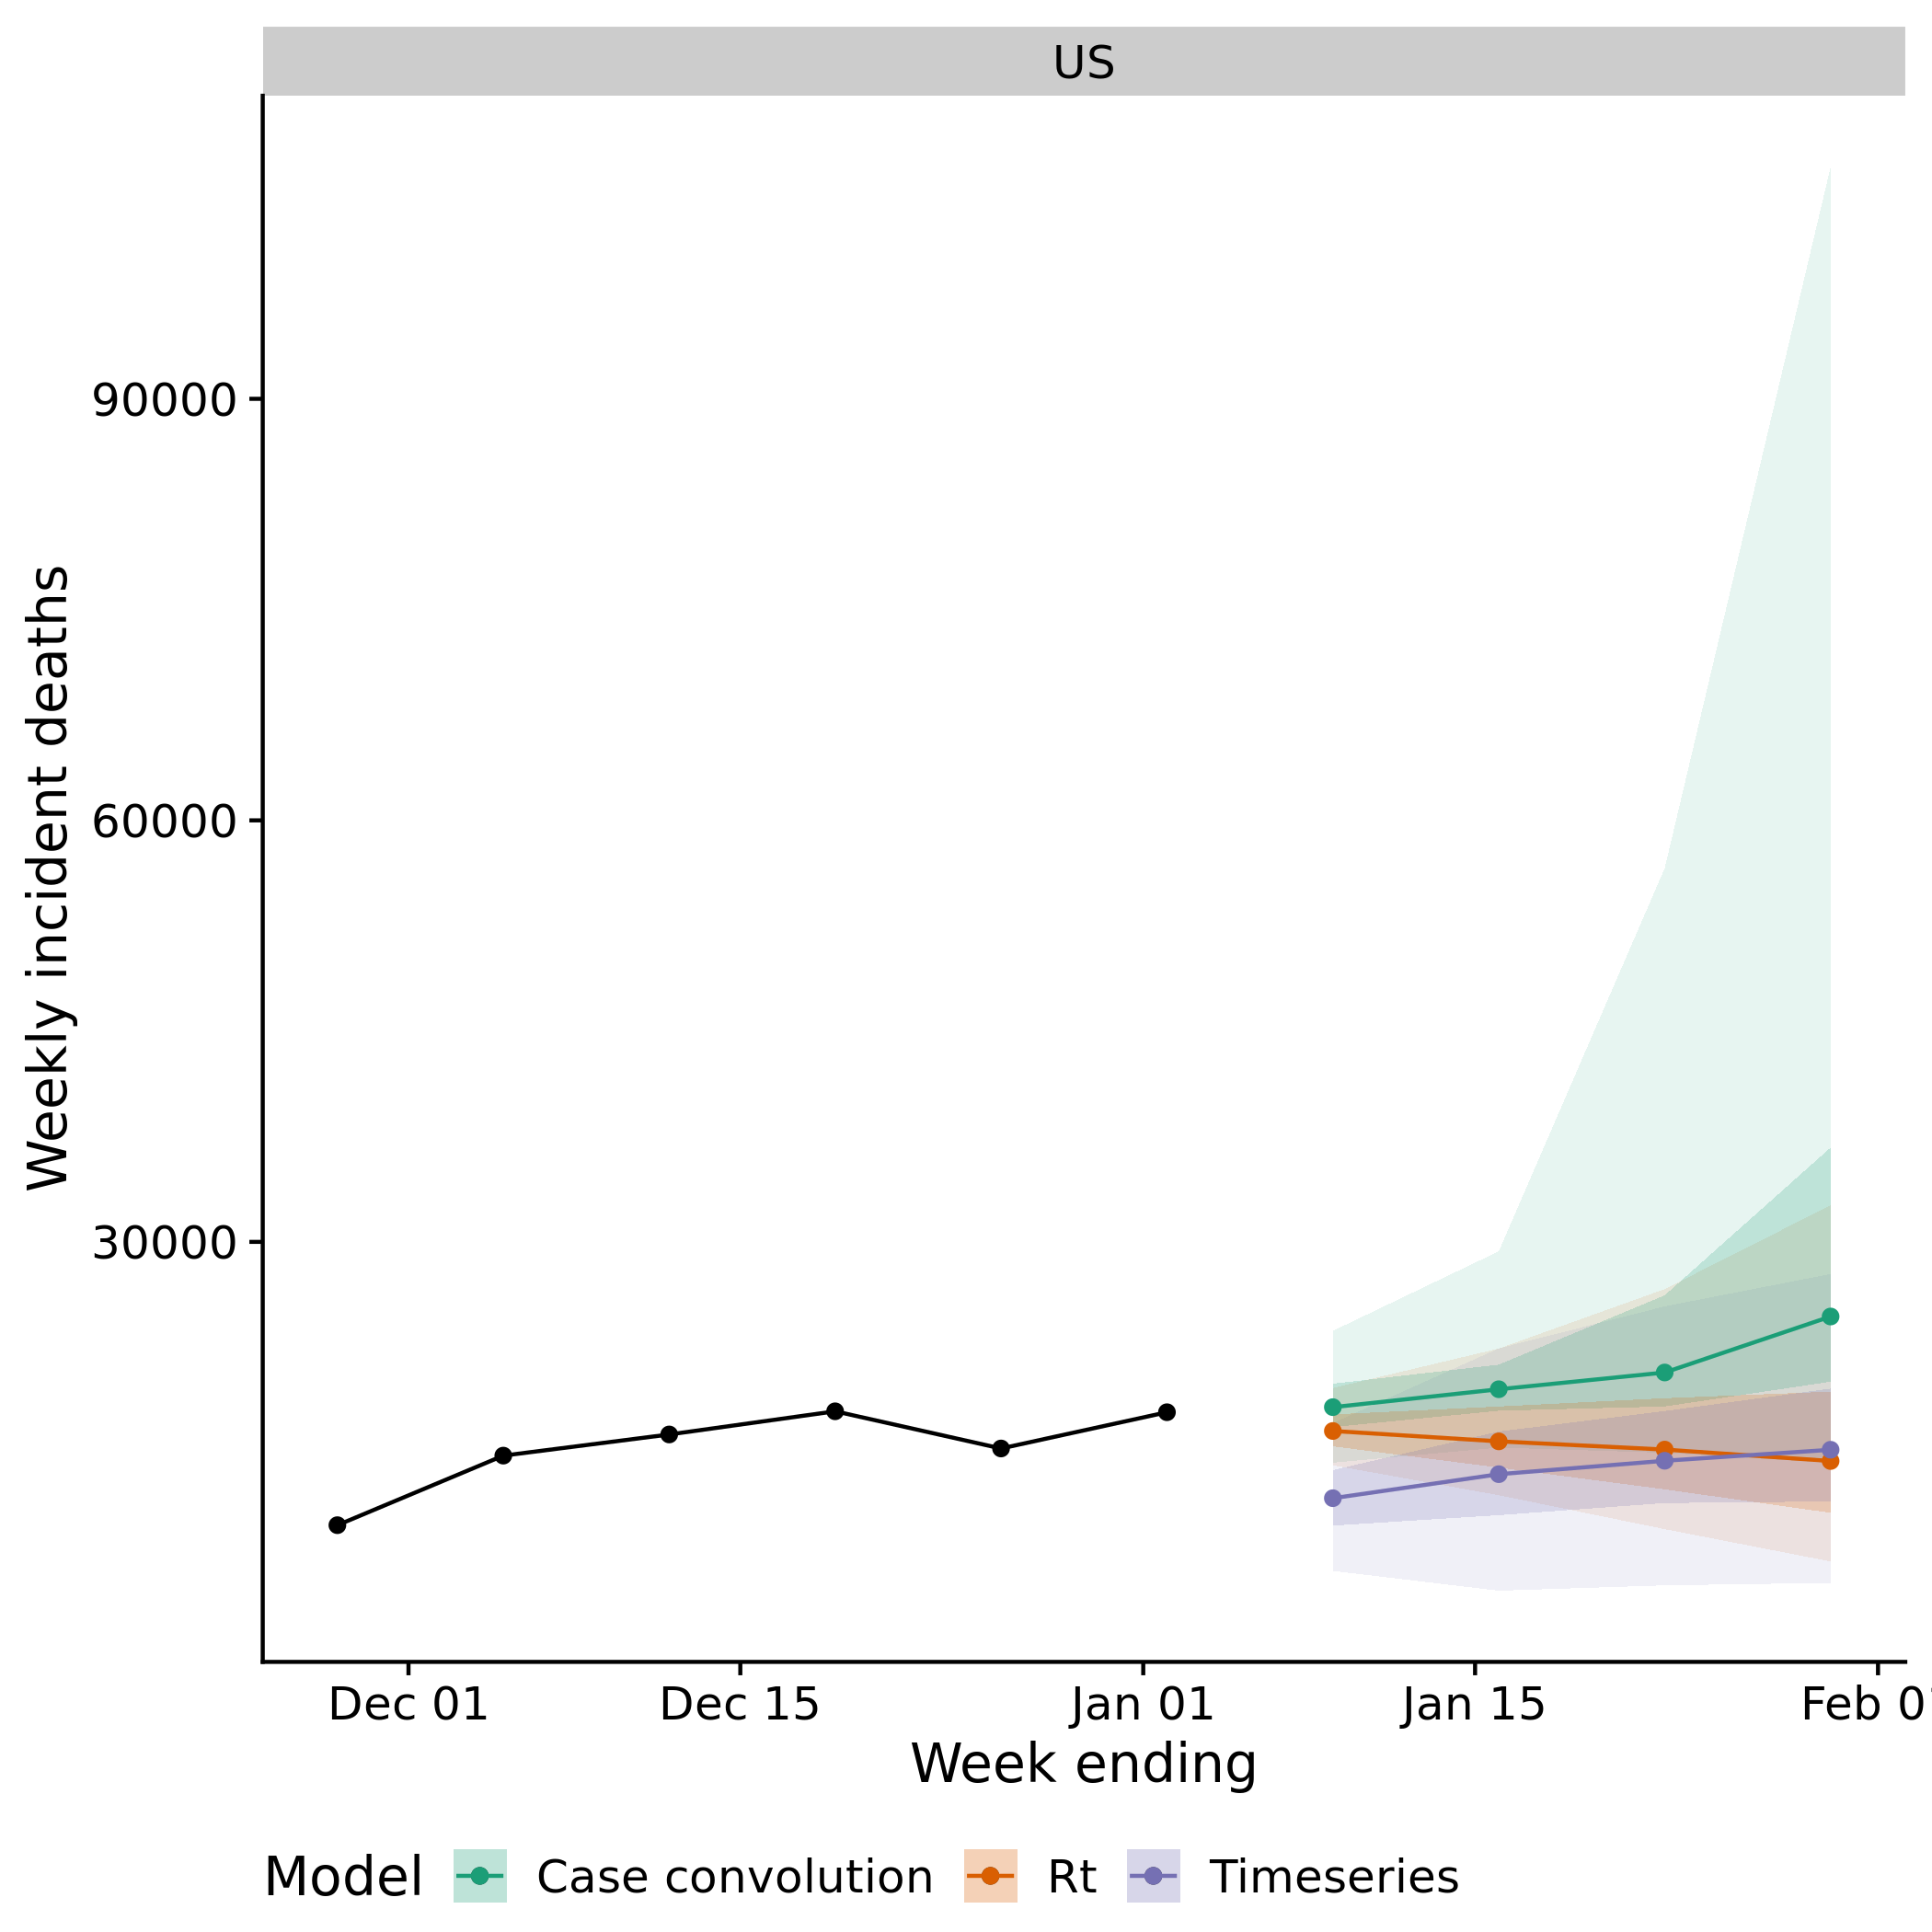 US
Weekly incident deaths
90000
60000
30000
Dec 01
Dec 15
Jan 01
Jan 15
Feb 0
Week ending
Model
Case convolution
Rt
Timeseries